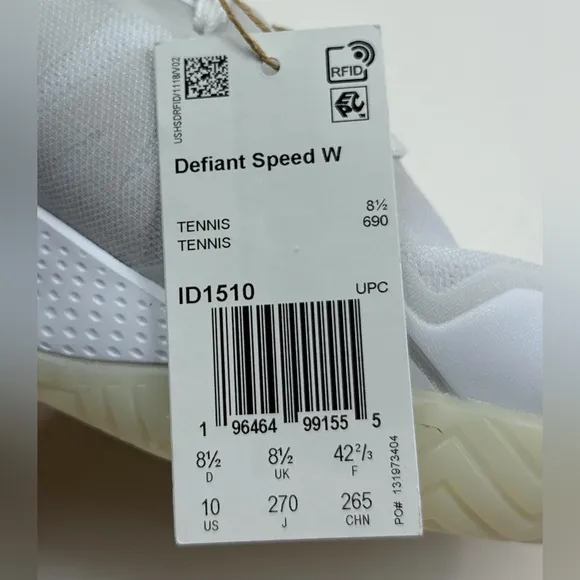 USHSDRFID/1118/V02
RFID
EPC
Defiant Speed W
8½
TENNIS 690
TENNIS
ID1510 UPC
1 96464 99155 5
8½ 8½ 42²/₃
D UK F
10 270 265
US J CHN
PO# 131973404